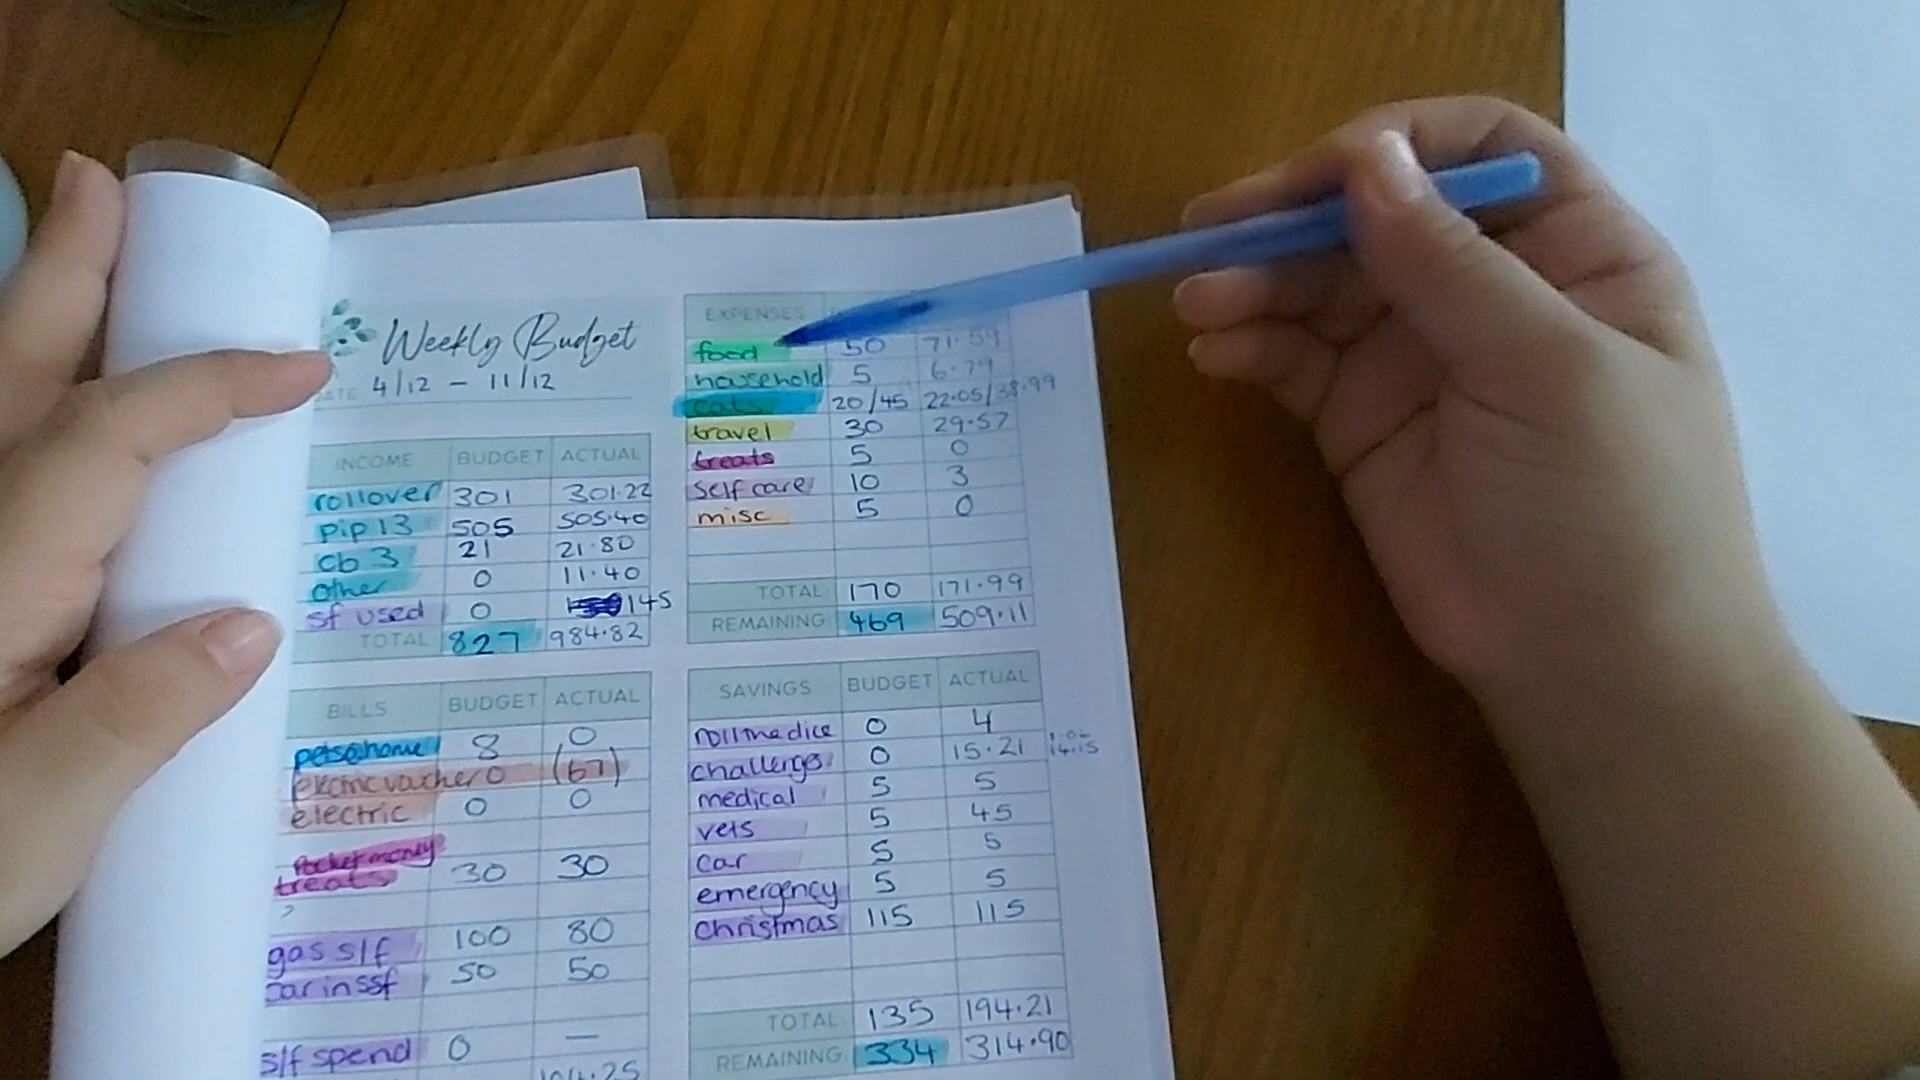 Weekly Budget
DATE 4/12 - 11/12
INCOME BUDGET ACTUAL
rollover 301 301.22
pip 13 505 505.40
cb 3 21 21.80
other 0 11.40
sf used 0 145
TOTAL 827 984.82
BILLS BUDGET ACTUAL
pets@home 8 0
electric voucher 0 (67)
electric 0 0
Pocket money
treats 30 30
gas s/f 100 80
car ins sf 50 50
s/f spend 0 —
EXPENSES
food 50 71.59
household 5 6.79
cats 20/45 22.05/38.99
travel 30 29.57
treats 5 0
self care 10 3
misc 5 0
TOTAL 170 171.99
REMAINING 469 509.11
SAVINGS BUDGET ACTUAL
roll me dice 0 4
challenges 0 15.21
14.15
medical 5 5
vets 5 45
car 5 5
emergency 5 5
christmas 115 115
TOTAL 135 194.21
REMAINING 334 314.90